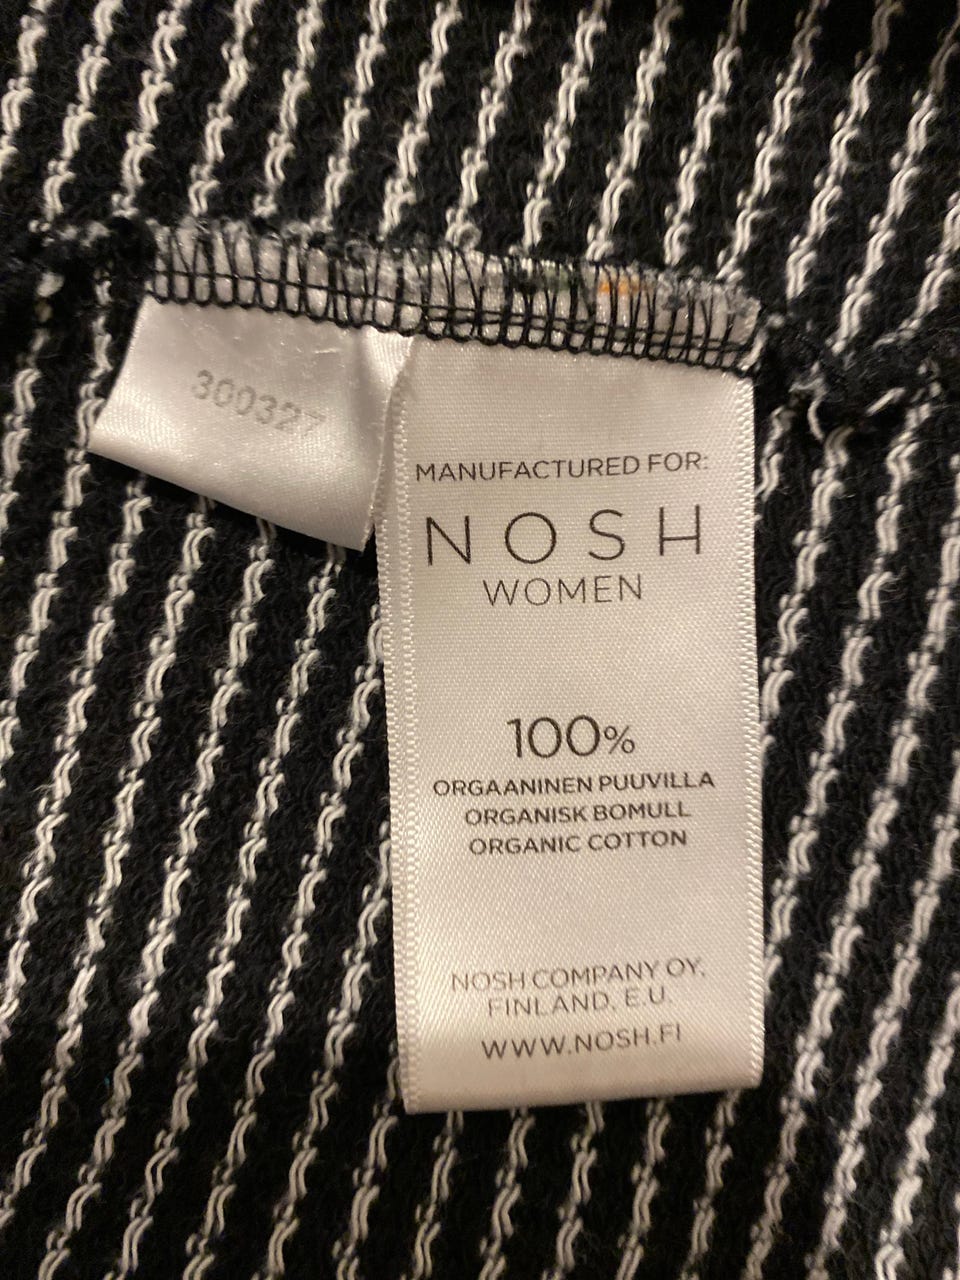 300327
MANUFACTURED FOR:
NOSH
WOMEN
100%
ORGAANINEN PUUVILLA
ORGANISK BOMULL
ORGANIC COTTON
NOSH COMPANY OY,
FINLAND, E.U.
WWW.NOSH.FI